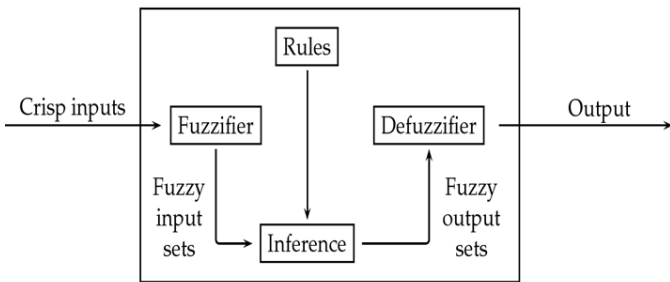 Rules
Crisp inputs
Fuzzifier
Defuzzifier
Output
Fuzzy
input
sets
Inference
Fuzzy
output
sets